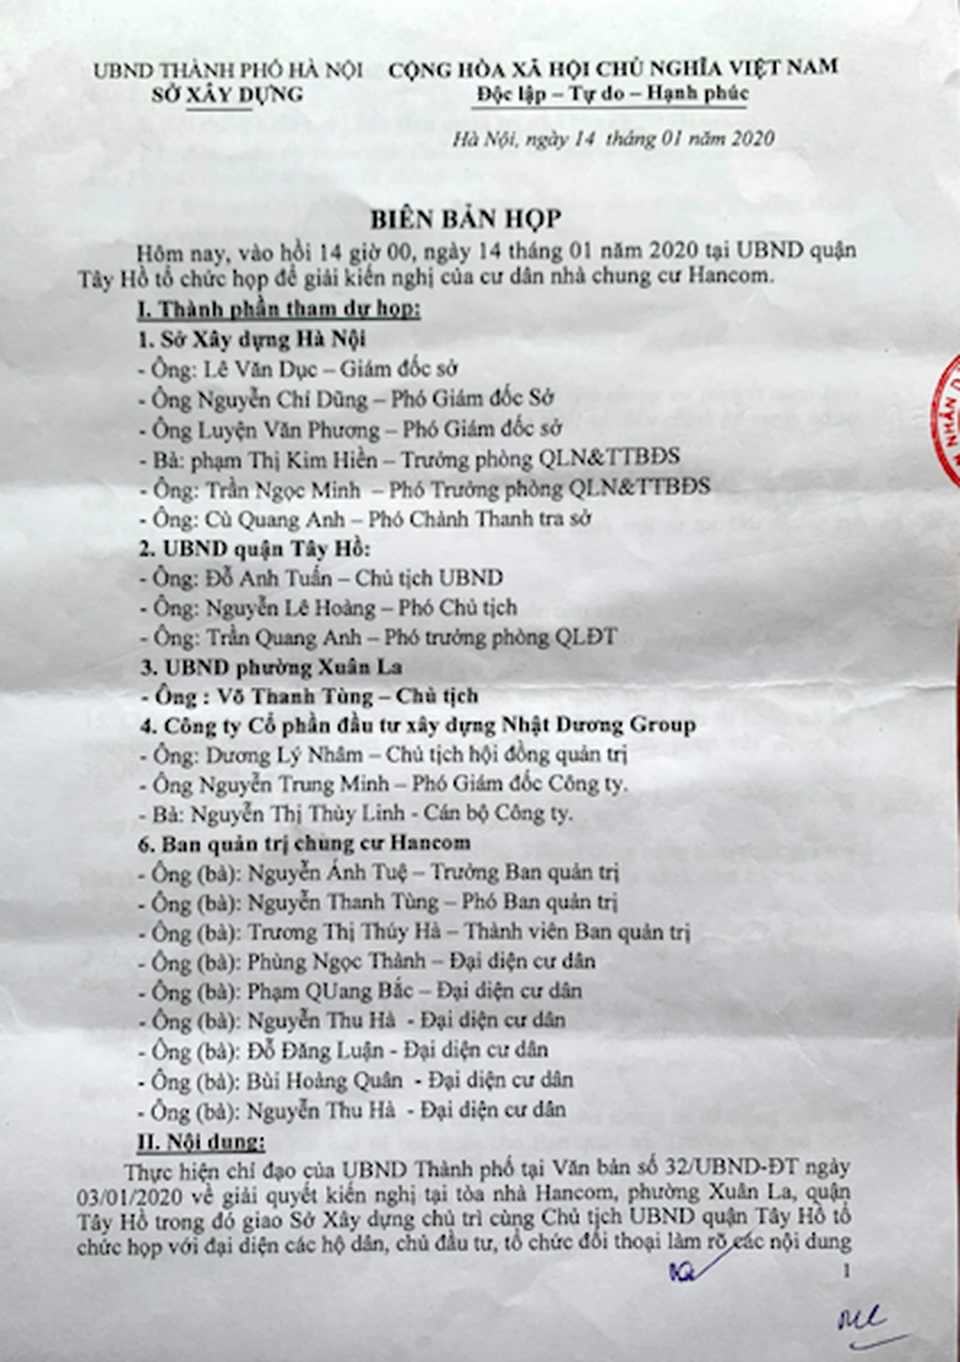 UBND THÀNH PHỐ HÀ NỘI
SỞ XÂY DỰNG
CỘNG HÒA XÃ HỘI CHỦ NGHĨA VIỆT NAM
Độc lập – Tự do – Hạnh phúc
Hà Nội, ngày 14 tháng 01 năm 2020
BIÊN BẢN HỌP
Hôm nay, vào hồi 14 giờ 00, ngày 14 tháng 01 năm 2020 tại UBND quận
Tây Hồ tổ chức họp để giải kiến nghị của cư dân nhà chung cư Hancom.
I. Thành phần tham dự họp:
1. Sở Xây dựng Hà Nội
- Ông: Lê Văn Dục – Giám đốc sở
- Ông Nguyễn Chí Dũng – Phó Giám đốc Sở
- Ông Luyện Văn Phương – Phó Giám đốc sở
- Bà: phạm Thị Kim Hiền – Trưởng phòng QLN&TTBĐS
- Ông: Trần Ngọc Minh – Phó Trưởng phòng QLN&TTBĐS
- Ông: Cù Quang Anh – Phó Chánh Thanh tra sở
2. UBND quận Tây Hồ:
- Ông: Đỗ Anh Tuấn – Chủ tịch UBND
- Ông: Nguyễn Lê Hoàng – Phó Chủ tịch
- Ông: Trần Quang Anh – Phó trưởng phòng QLĐT
3. UBND phường Xuân La
- Ông : Võ Thanh Tùng – Chủ tịch
4. Công ty Cổ phần đầu tư xây dựng Nhật Dương Group
- Ông: Dương Lý Nhâm – Chủ tịch hội đồng quản trị
- Ông Nguyễn Trung Minh – Phó Giám đốc Công ty.
- Bà: Nguyễn Thị Thùy Linh - Cán bộ Công ty.
6. Ban quản trị chung cư Hancom
- Ông (bà): Nguyễn Ánh Tuệ – Trưởng Ban quản trị
- Ông (bà): Nguyễn Thanh Tùng – Phó Ban quản trị
- Ông (bà): Trương Thị Thúy Hà – Thành viên Ban quản trị
- Ông (bà): Phùng Ngọc Thành – Đại diện cư dân
- Ông (bà): Phạm QUang Bắc – Đại diện cư dân
- Ông (bà): Nguyễn Thu Hà - Đại diện cư dân
- Ông (bà): Đỗ Đăng Luận - Đại diện cư dân
- Ông (bà): Bùi Hoàng Quân - Đại diện cư dân
- Ông (bà): Nguyễn Thu Hà - Đại diện cư dân
II. Nội dung:
Thực hiện chỉ đạo của UBND Thành phố tại Văn bản số 32/UBND-ĐT ngày
03/01/2020 về giải quyết kiến nghị tại tòa nhà Hancom, phường Xuân La, quận
Tây Hồ trong đó giao Sở Xây dựng chủ trì cùng Chủ tịch UBND quận Tây Hồ tổ
chức họp với đại diện các hộ dân, chủ đầu tư, tổ chức đối thoại làm rõ các nội dung
1
NHÂN D